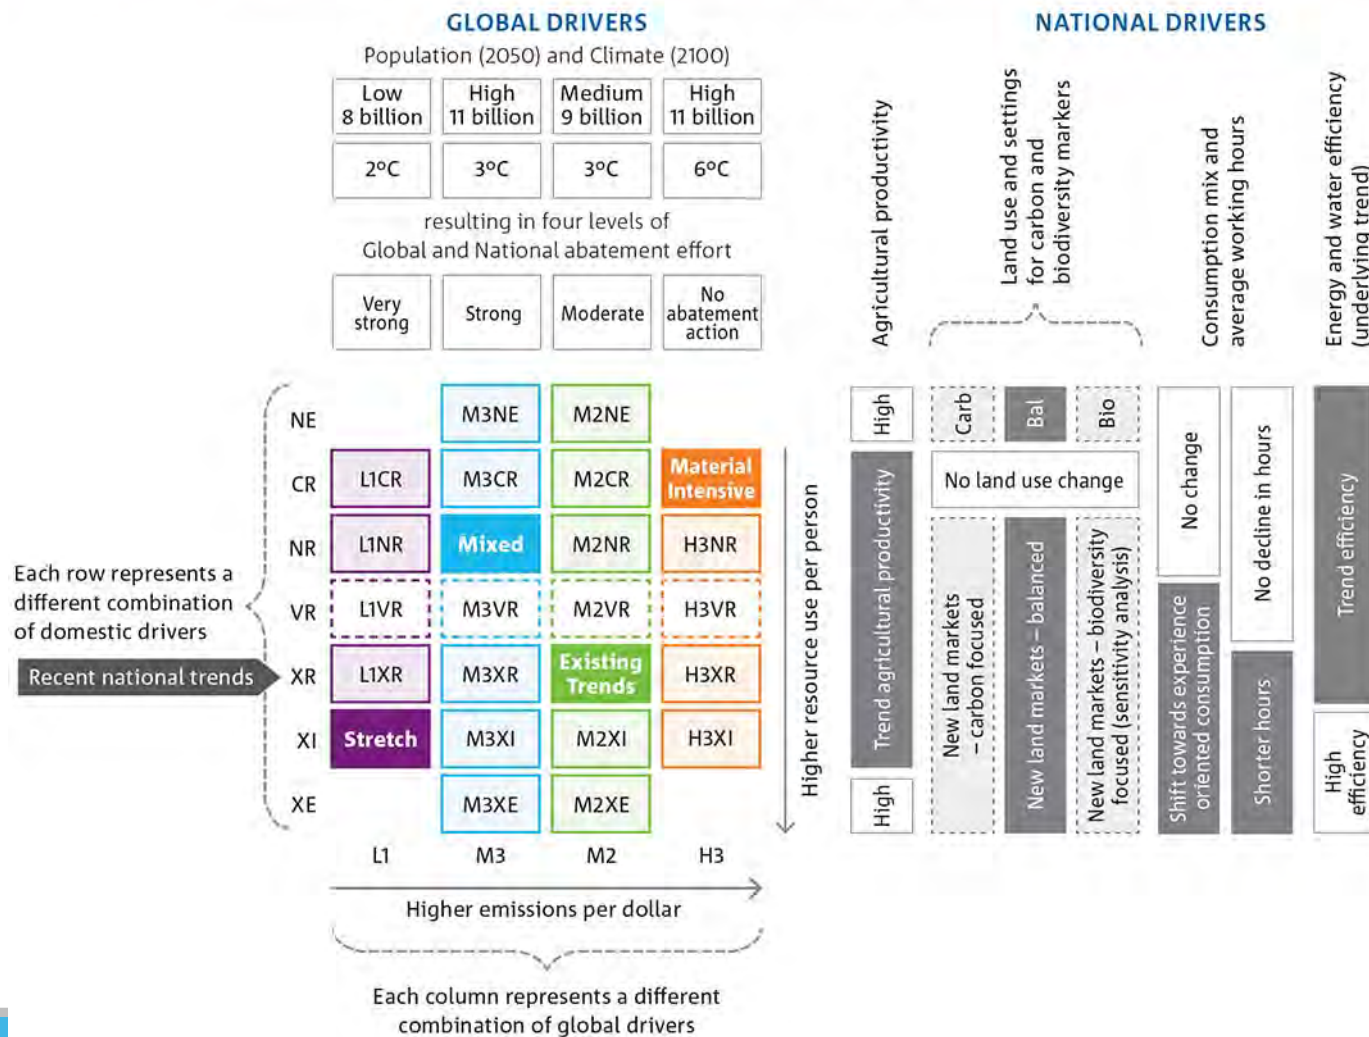 GLOBAL DRIVERS
Population (2050) and Climate (2100)
Low
8 billion
High
11 billion
Medium
9 billion
High
11 billion
2°C
3°C
3°C
6°C
resulting in four levels of
Global and National abatement effort
Very
strong
Strong
Moderate
No
abatement
action
NE
M3NE
M2NE
CR
L1CR
M3CR
M2CR
Material
Intensive
NR
L1NR
Mixed
M2NR
H3NR
VR
L1VR
M3VR
M2VR
H3VR
XR
L1XR
M3XR
Existing
Trends
H3XR
XI
Stretch
M3XI
M2XI
H3XI
XE
M3XE
M2XE
L1
M3
M2
H3
Each row represents a
different combination
of domestic drivers
Recent national trends
Higher resource use per person
Higher emissions per dollar
Each column represents a different
combination of global drivers
NATIONAL DRIVERS
Agricultural productivity
Land use and settings
for carbon and
biodiversity markers
Consumption mix and
average working hours
Energy and water efficiency
(underlying trend)
High
Trend agricultural productivity
High
Carb
Bal
Bio
No land use change
New land markets
– carbon focused
New land markets – balanced
New land markets – biodiversity
focused (sensitivity analysis)
No change
Shift towards experience
oriented consumption
No decline in hours
Shorter hours
Trend efficiency
High
efficiency